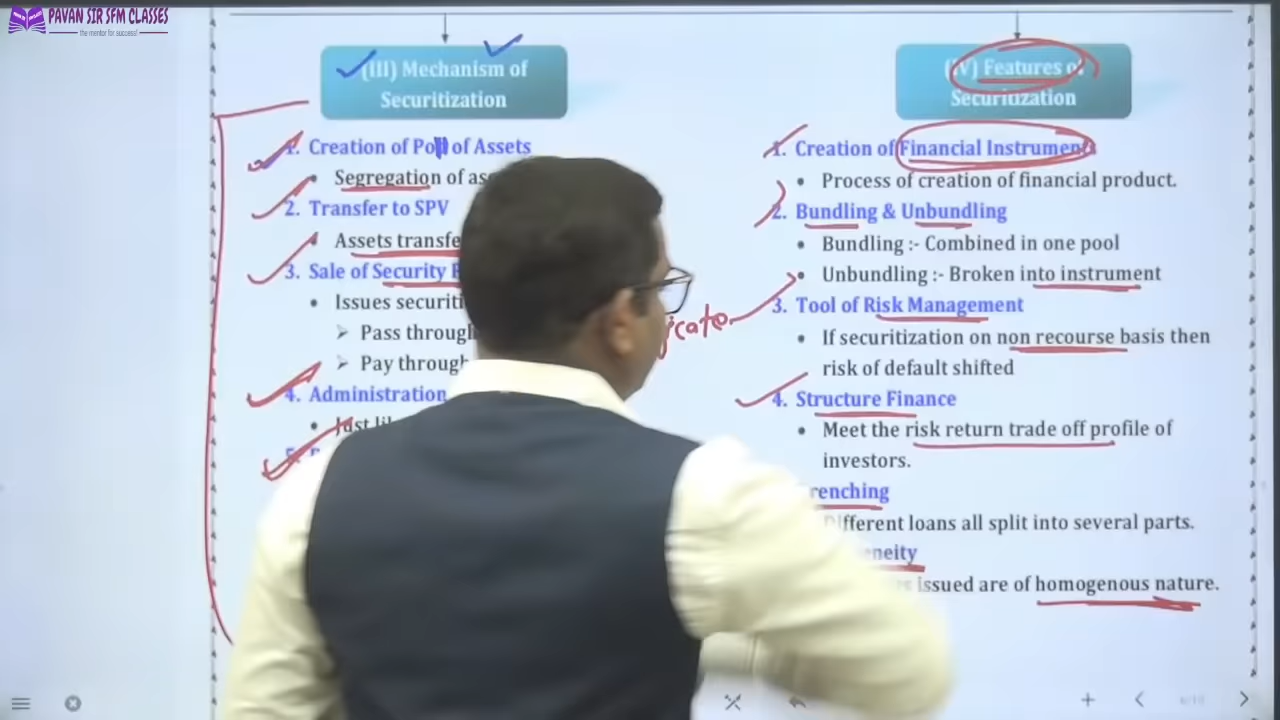 PAVAN SIR SFM CLASSES
the mentor for success!
(III) Mechanism of
Securitization
1. Creation of Poll of Assets
• Segregation of
2. Transfer to SPV
• Assets
3. Sale of Security
• Issues
➢ Pass through
➢ Pay through
4. Administration
• Just
(IV) Features of
Securitization
1. Creation of Financial Instruments
• Process of creation of financial product.
2. Bundling & Unbundling
• Bundling :- Combined in one pool
• Unbundling :- Broken into instrument
3. Tool of Risk Management
• If securitization on non recourse basis then
risk of default shifted
4. Structure Finance
• Meet the risk return trade off profile of
investors.
Different loans all split into several parts.
issued are of homogenous nature.